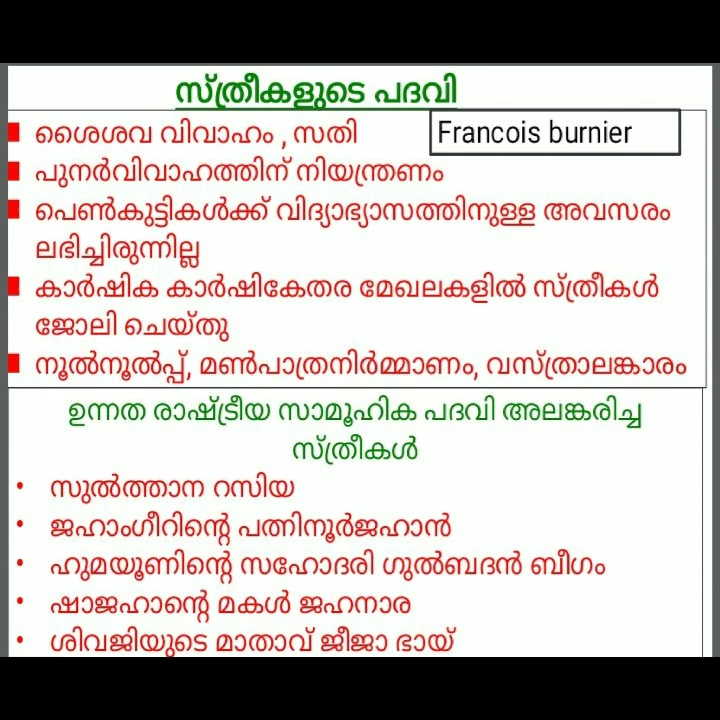 സ്ത്രീകളുടെ പദവി
Francois burnier
■ ശൈശവ വിവാഹം , സതി
■ പുനർവിവാഹത്തിന് നിയന്ത്രണം
■ പെൺകുട്ടികൾക്ക് വിദ്യാഭ്യാസത്തിനുള്ള അവസരം
ലഭിച്ചിരുന്നില്ല
■ കാർഷിക കാർഷികേതര മേഖലകളിൽ സ്ത്രീകൾ
ജോലി ചെയ്തു
■ നൂൽനൂൽപ്പ്, മൺപാത്രനിർമ്മാണം, വസ്ത്രാലങ്കാരം
ഉന്നത രാഷ്ട്രീയ സാമൂഹിക പദവി അലങ്കരിച്ച
സ്ത്രീകൾ
• സുൽത്താന റസിയ
• ജഹാംഗീറിന്റെ പത്നിനൂർജഹാൻ
• ഹുമയൂണിന്റെ സഹോദരി ഗുൽബദൻ ബീഗം
• ഷാജഹാന്റെ മകൾ ജഹനാര
• ശിവജിയുടെ മാതാവ് ജീജാ ഭായ്